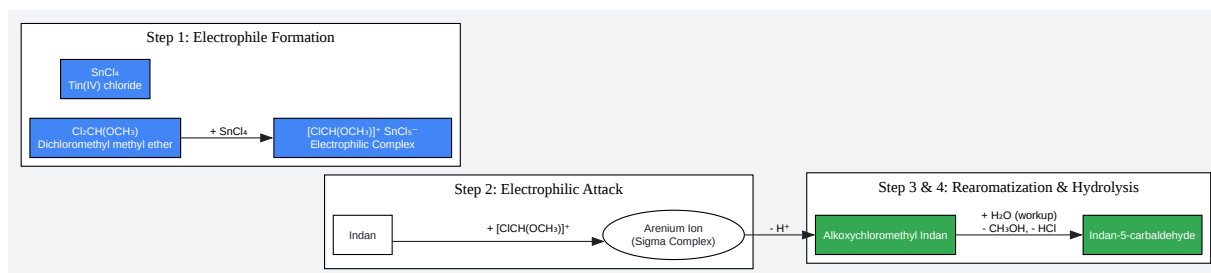 Step 1: Electrophile Formation
SnCl₄
Tin(IV) chloride
Cl₂CH(OCH₃)
Dichloromethyl methyl ether
+ SnCl₄
[ClCH(OCH₃)]⁺ SnCl₅⁻
Electrophilic Complex
Step 2: Electrophilic Attack
Indan
+ [ClCH(OCH₃)]⁺
Arenium Ion
(Sigma Complex)
- H⁺
Step 3 & 4: Rearomatization & Hydrolysis
Alkoxychloromethyl Indan
+ H₂O (workup)
- CH₃OH, - HCl
Indan-5-carbaldehyde